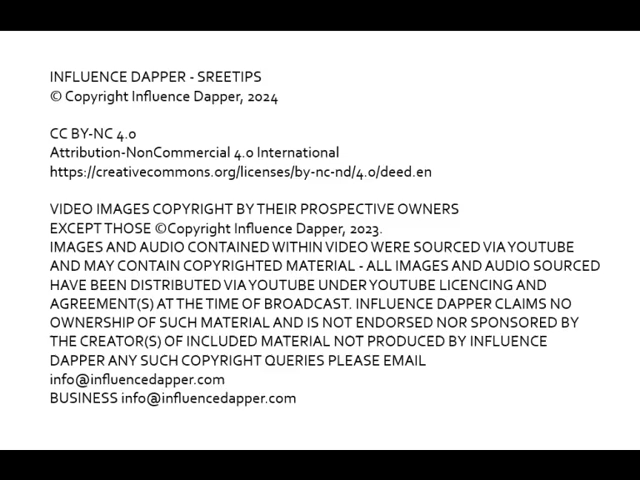 INFLUENCE DAPPER - SREETIPS
© Copyright Influence Dapper, 2024
CC BY-NC 4.0
Attribution-NonCommercial 4.0 International
https://creativecommons.org/licenses/by-nc-nd/4.0/deed.en
VIDEO IMAGES COPYRIGHT BY THEIR PROSPECTIVE OWNERS
EXCEPT THOSE ©Copyright Influence Dapper, 2023.
IMAGES AND AUDIO CONTAINED WITHIN VIDEO WERE SOURCED VIA YOUTUBE
AND MAY CONTAIN COPYRIGHTED MATERIAL - ALL IMAGES AND AUDIO SOURCED
HAVE BEEN DISTRIBUTED VIA YOUTUBE UNDER YOUTUBE LICENCING AND
AGREEMENT(S) AT THE TIME OF BROADCAST. INFLUENCE DAPPER CLAIMS NO
OWNERSHIP OF SUCH MATERIAL AND IS NOT ENDORSED NOR SPONSORED BY
THE CREATOR(S) OF INCLUDED MATERIAL NOT PRODUCED BY INFLUENCE
DAPPER ANY SUCH COPYRIGHT QUERIES PLEASE EMAIL
info@influencedapper.com
BUSINESS info@influencedapper.com